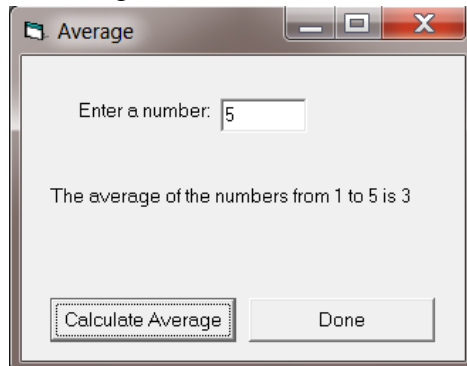 Average
Enter a number: 5
The average of the numbers from 1 to 5 is 3
Calculate Average Done